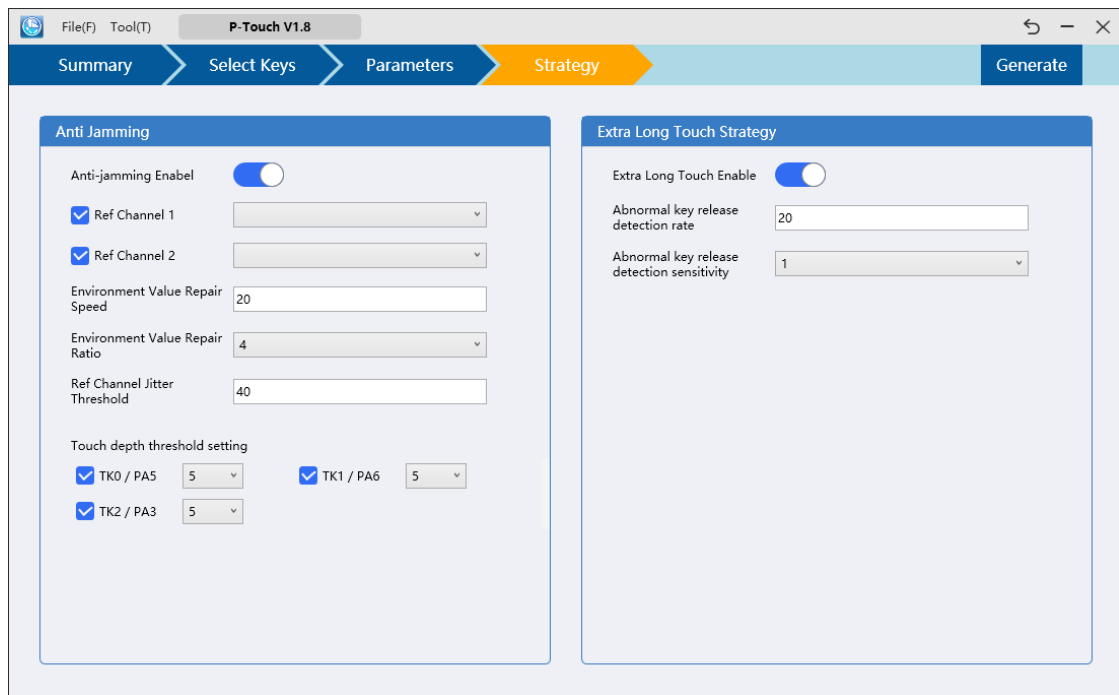 File(F) Tool(T) P-Touch V1.8
Summary Select Keys Parameters Strategy Generate
Anti Jamming
Anti-jamming Enabel
Ref Channel 1
Ref Channel 2
Environment Value Repair
Speed
20
Environment Value Repair
Ratio
4
Ref Channel Jitter
Threshold
40
Touch depth threshold setting
TK0 / PA5 5 TK1 / PA6 5
TK2 / PA3 5
Extra Long Touch Strategy
Extra Long Touch Enable
Abnormal key release
detection rate
20
Abnormal key release
detection sensitivity
1